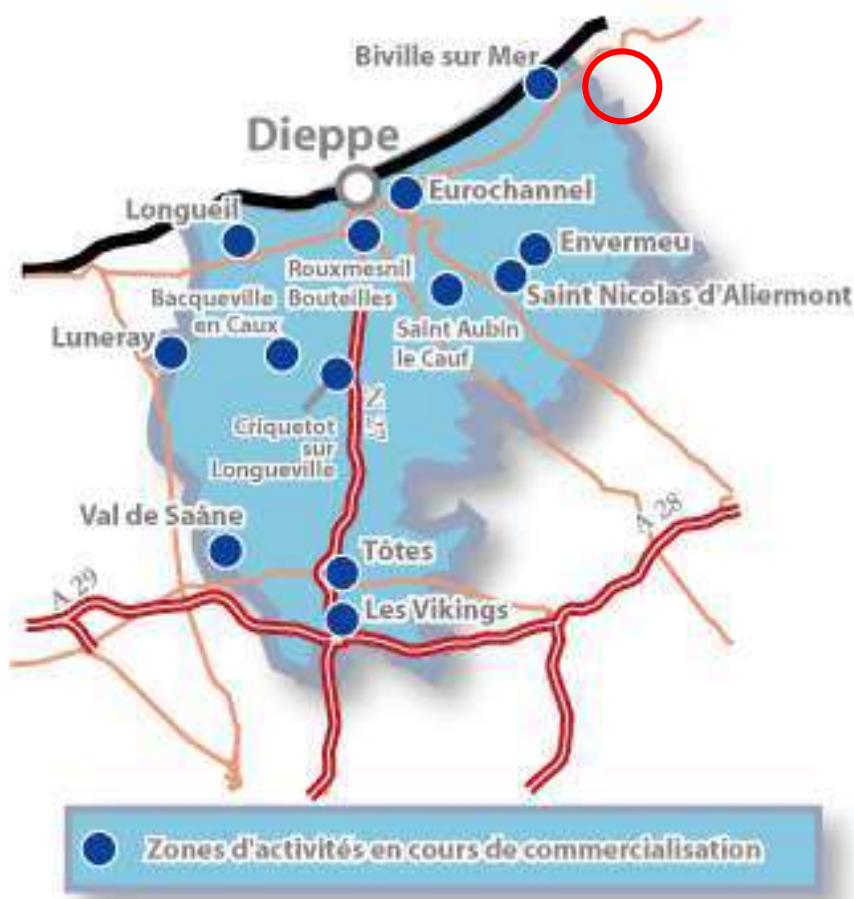 Biville sur Mer
Dieppe
Eurochannel
Longueil
Envermeu
Rouxmesnil
Bouteilles
Saint Nicolas d'Aliermont
Bacqueville
en Caux
Saint Aubin
le Cauf
Luneray
Criquetot
sur
Longueville
Val de Saâne
A 28
Tôtes
A 29
Les Vikings
Zones d'activités en cours de commercialisation